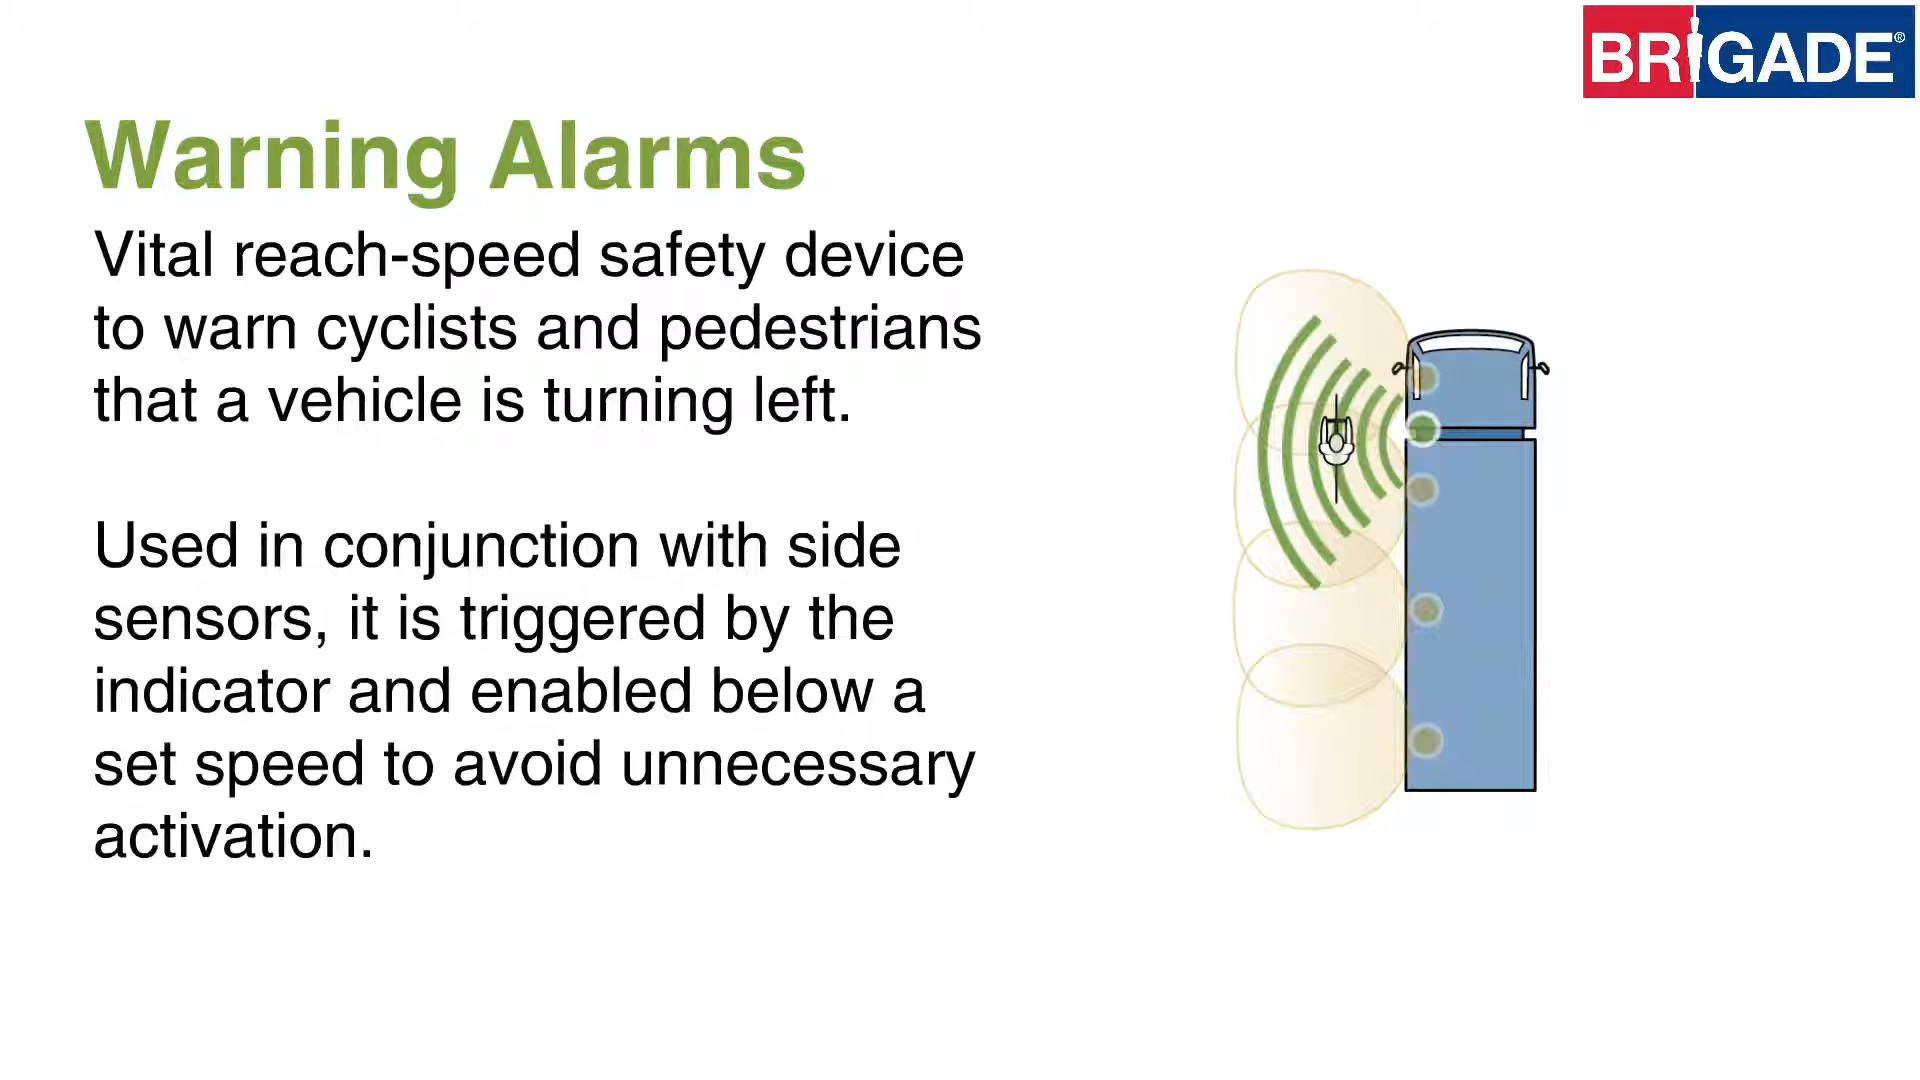 BRIGADE®
Warning Alarms
Vital reach-speed safety device
to warn cyclists and pedestrians
that a vehicle is turning left.
Used in conjunction with side
sensors, it is triggered by the
indicator and enabled below a
set speed to avoid unnecessary
activation.